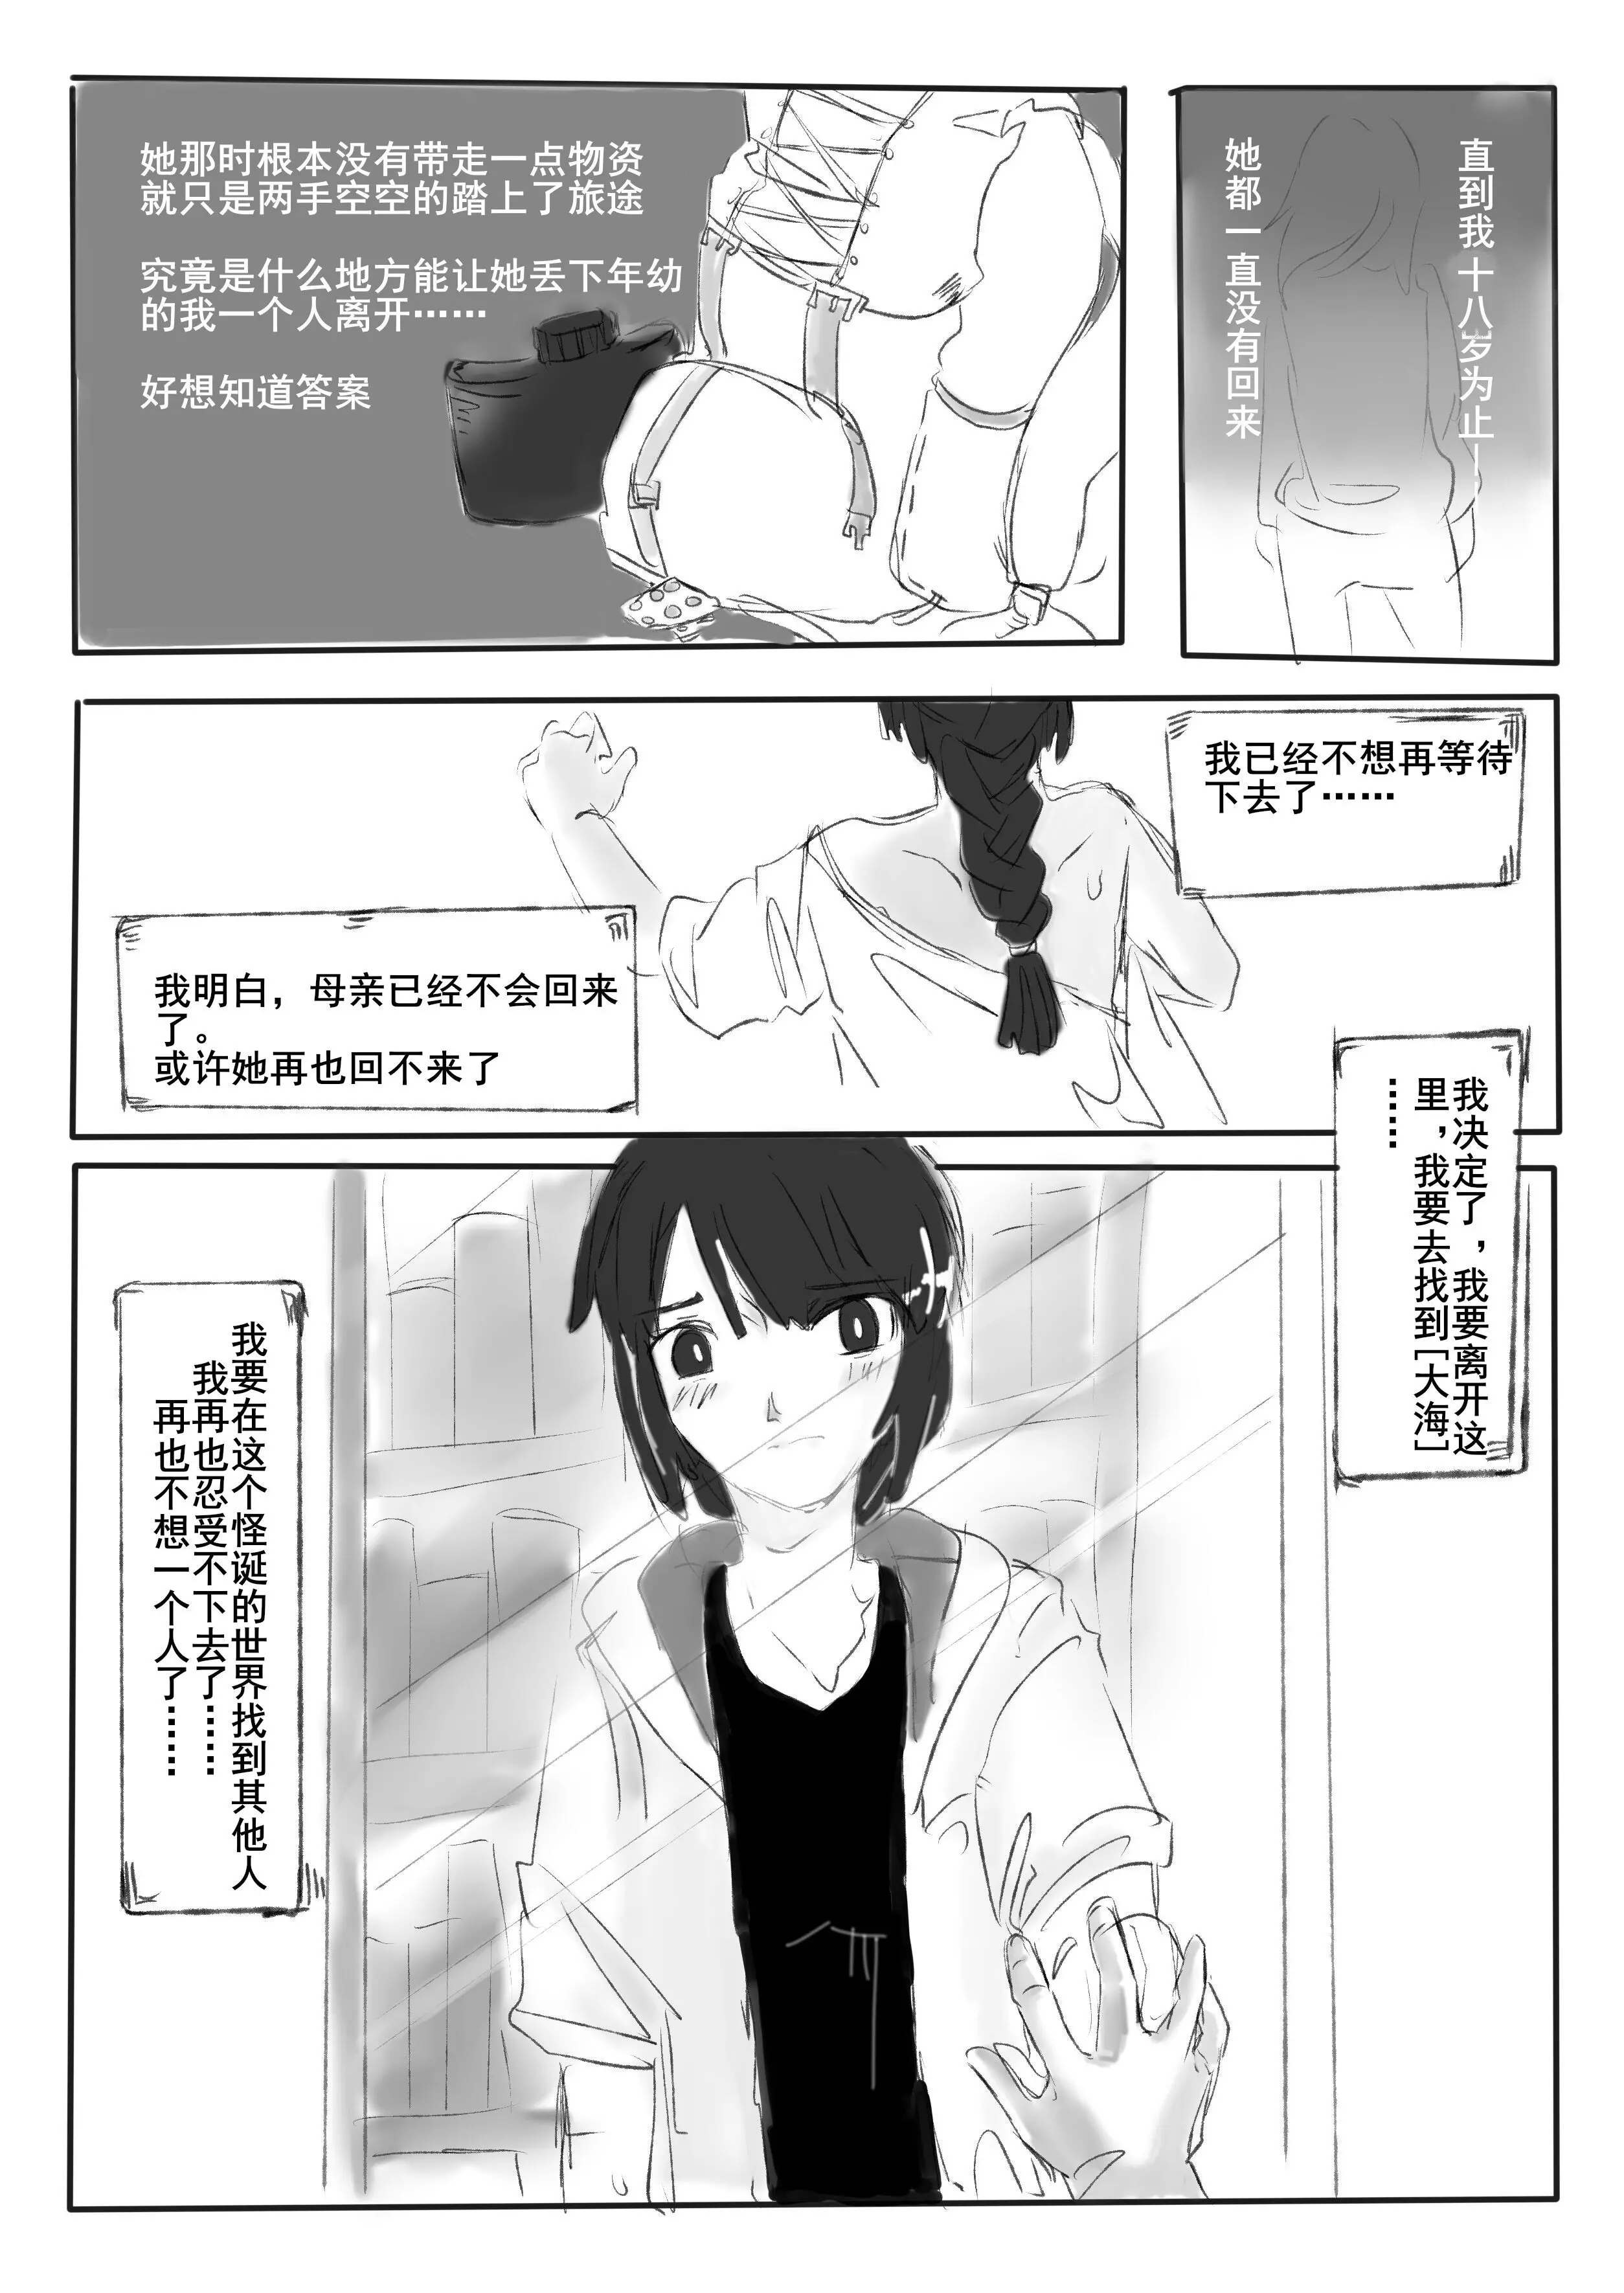 直到我十八岁为止——
她都一直没有回来
她那时根本没有带走一点物资
就只是两手空空的踏上了旅途
究竟是什么地方能让她丢下年幼
的我一个人离开……
好想知道答案
我已经不想再等待
下去了……
我明白，母亲已经不会回来
了。
或许她再也回不来了
我决定了，我要离开这
里，我要去找到[大海]
……
我要在这个怪诞的世界找到其他人
我再也忍受不下去了……
再也不想一个人了……